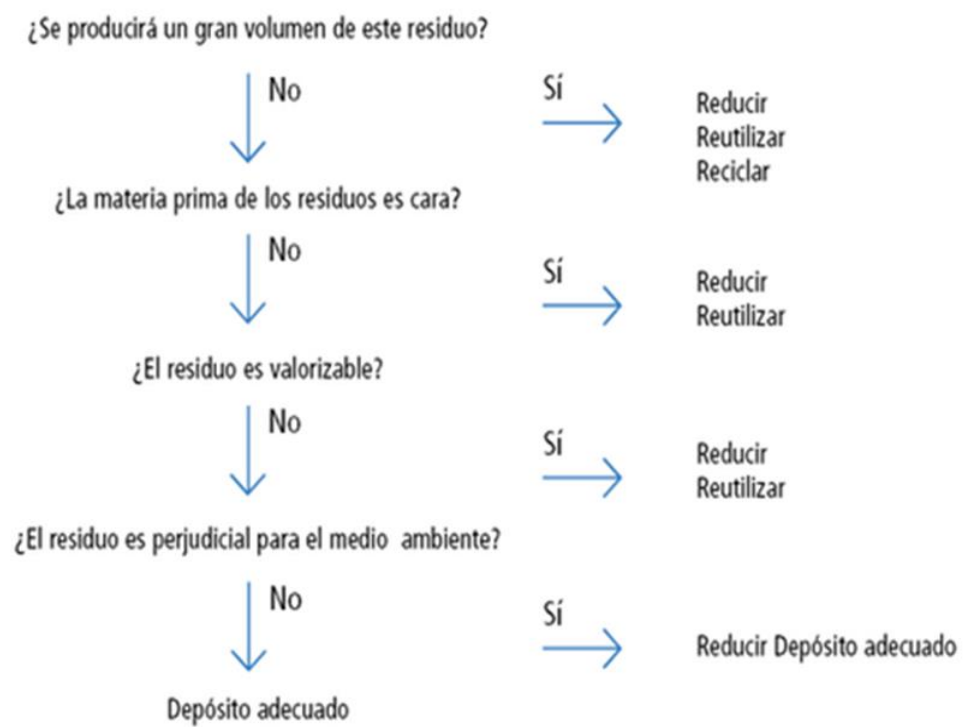 ¿Se producirá un gran volumen de este residuo?
No
Sí
Reducir
Reutilizar
Reciclar
¿La materia prima de los residuos es cara?
No
Sí
Reducir
Reutilizar
¿El residuo es valorizable?
No
Sí
Reducir
Reutilizar
¿El residuo es perjudicial para el medio ambiente?
No
Sí
Reducir Depósito adecuado
Depósito adecuado